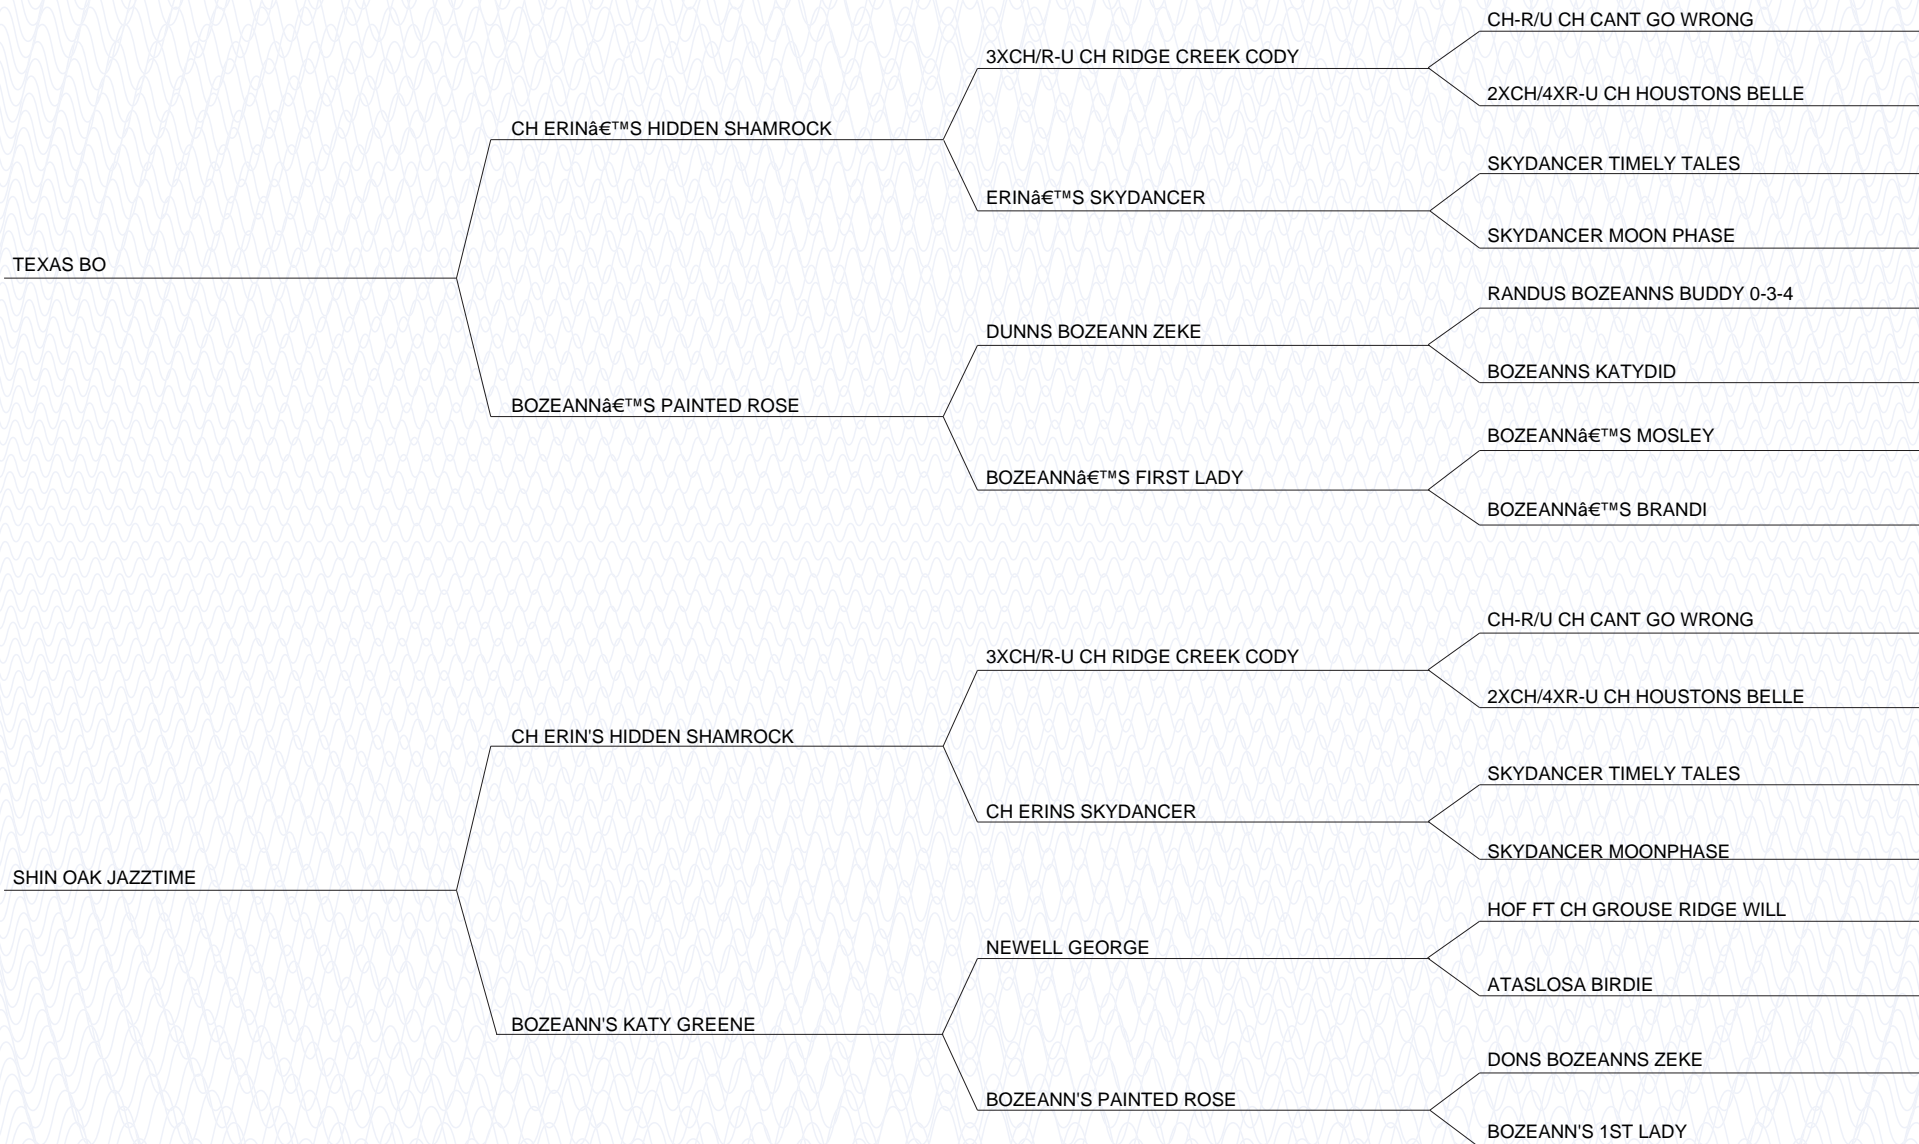 CH-R/U CH CANT GO WRONG
3XCH/R-U CH RIDGE CREEK CODY
2XCH/4XR-U CH HOUSTONS BELLE
CH ERINâ€™S HIDDEN SHAMROCK
SKYDANCER TIMELY TALES
ERINâ€™S SKYDANCER
SKYDANCER MOON PHASE
TEXAS BO
RANDUS BOZEANNS BUDDY 0-3-4
DUNNS BOZEANN ZEKE
BOZEANNS KATYDID
BOZEANNâ€™S PAINTED ROSE
BOZEANNâ€™S MOSLEY
BOZEANNâ€™S FIRST LADY
BOZEANNâ€™S BRANDI
CH-R/U CH CANT GO WRONG
3XCH/R-U CH RIDGE CREEK CODY
2XCH/4XR-U CH HOUSTONS BELLE
CH ERIN'S HIDDEN SHAMROCK
SKYDANCER TIMELY TALES
CH ERINS SKYDANCER
SKYDANCER MOONPHASE
SHIN OAK JAZZTIME
HOF FT CH GROUSE RIDGE WILL
NEWELL GEORGE
ATASLOSA BIRDIE
BOZEANN'S KATY GREENE
DONS BOZEANNS ZEKE
BOZEANN'S PAINTED ROSE
BOZEANN'S 1ST LADY